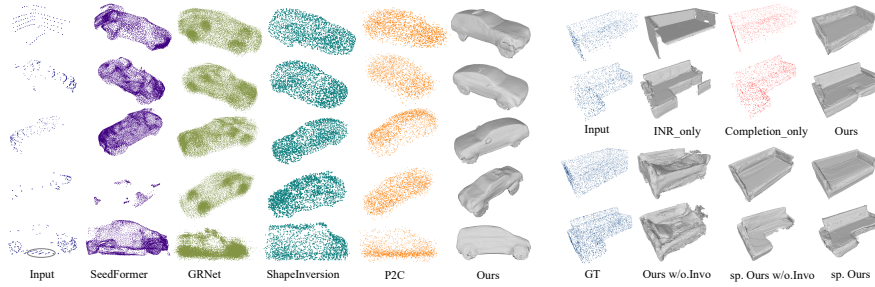 Input INR_only Completion_only Ours
Input SeedFormer GRNet ShapeInversion P2C Ours
GT Ours w/o.Invo sp. Ours w/o.Invo sp. Ours